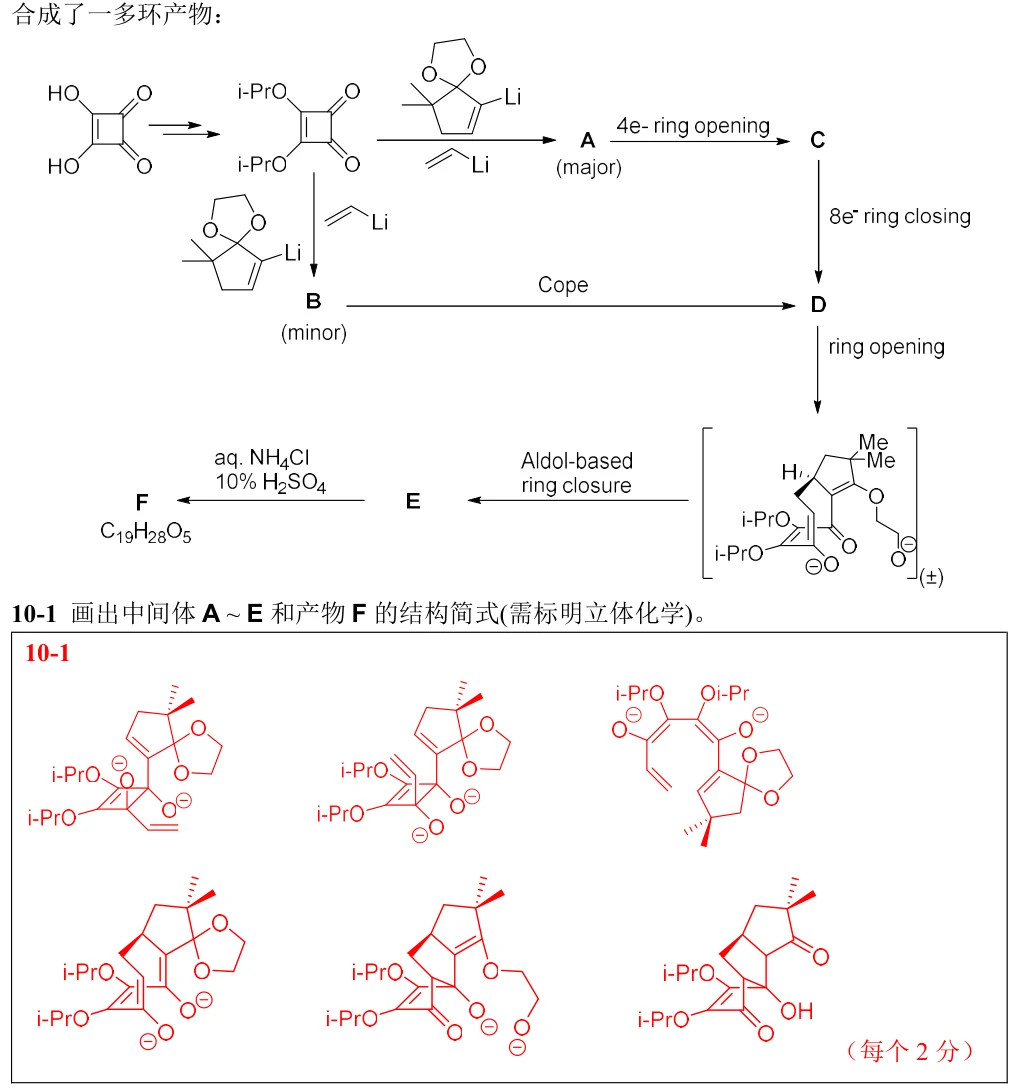 合成了一多环产物：
HO O
HO O
i-PrO O
i-PrO O
O O
Li
Li
A
(major)
4e- ring opening
C
8e⁻ ring closing
O O
Li
Li
B
(minor)
Cope
D
ring opening
Me
Me
H
O
i-PrO
i-PrO
O
O
O
(±)
Aldol-based
ring closure
E
aq. NH₄Cl
10% H₂SO₄
F
C₁₉H₂₈O₅
10-1 画出中间体 A ~ E 和产物 F 的结构简式(需标明立体化学)。
10-1
O
O
O
i-PrO
i-PrO
O
O
O
i-PrO
i-PrO
O
O
i-PrO Oi-Pr
O O
O
O
O
O
i-PrO
i-PrO
O
O
O
i-PrO
i-PrO
O
O
O
O
i-PrO
i-PrO
OH
O
（每个 2 分）